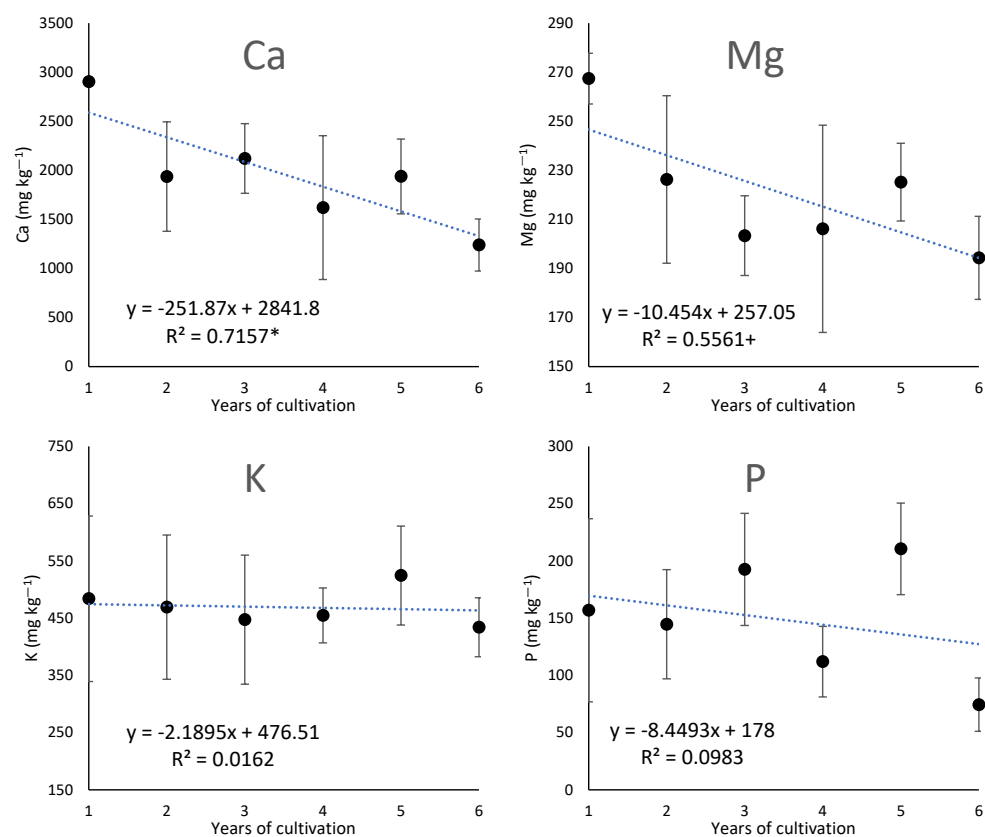 Ca
Ca (mg kg⁻¹)
3500
3000
2500
2000
1500
1000
500
0
y = -251.87x + 2841.8
R² = 0.7157*
1 2 3 4 5 6
Years of cultivation
Mg
Mg (mg kg⁻¹)
290
270
250
230
210
190
170
150
y = -10.454x + 257.05
R² = 0.5561+
1 2 3 4 5 6
Years of cultivation
K
K (mg kg⁻¹)
750
650
550
450
350
250
150
y = -2.1895x + 476.51
R² = 0.0162
1 2 3 4 5 6
Years of cultivation
P
P (mg kg⁻¹)
300
250
200
150
100
50
0
y = -8.4493x + 178
R² = 0.0983
1 2 3 4 5 6
Years of cultivation